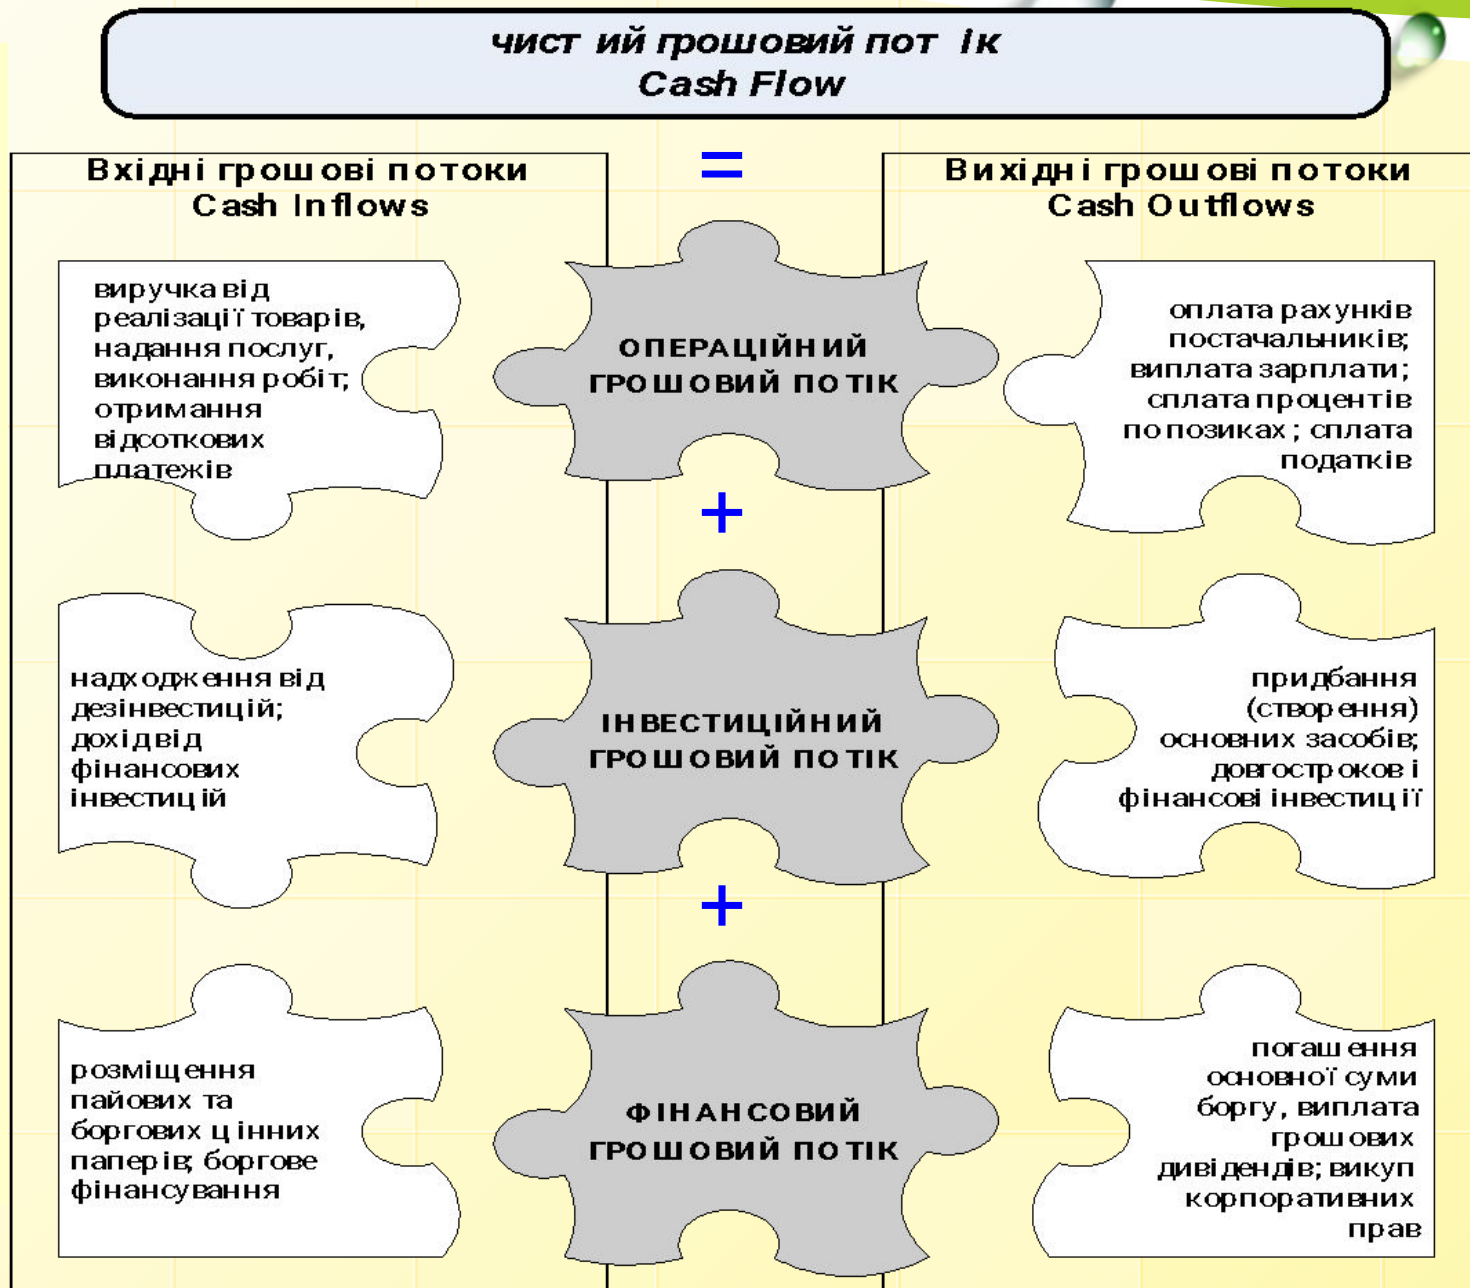 чистий грошовий потік
Cash Flow
Вхідні грошові потоки
Cash Inflows
=
Вихідні грошові потоки
Cash Outflows
виручка від
реалізації товарів,
надання послуг,
виконання робіт;
отримання
відсоткових
платежів
ОПЕРАЦІЙНИЙ
ГРОШОВИЙ ПОТІК
оплата рахунків
постачальників;
виплата зарплати;
сплата процентів
по позиках; сплата
податків
+
надходження від
дезінвестицій;
дохід від
фінансових
інвестицій
ІНВЕСТИЦІЙНИЙ
ГРОШОВИЙ ПОТІК
придбання
(створення)
основних засобів;
довгострокові
фінансові інвестиції
+
розміщення
пайових та
боргових цінних
паперів; боргове
фінансування
ФІНАНСОВИЙ
ГРОШОВИЙ ПОТІК
погашення
основної суми
боргу, виплата
грошових
дивідендів; викуп
корпоративних
прав